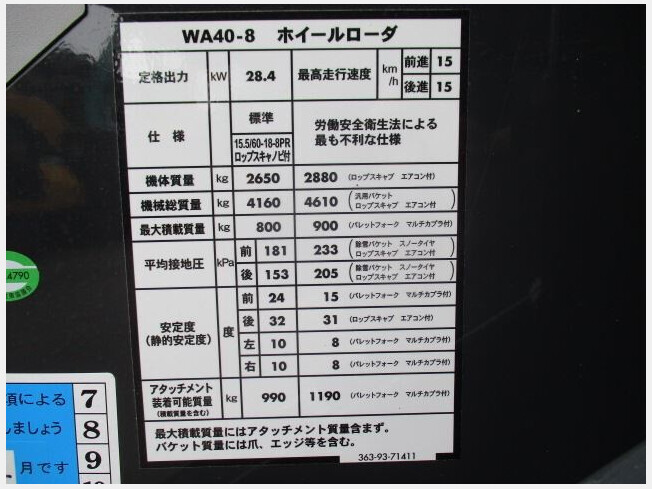 WA40-8 ホイールローダ
定格出力 kW 28.4 最高走行速度 km/h 前進 15
後進 15
仕様 標準 15.5/60-18-8PR ロップスキャノピ付 労働安全衛生法による最も不利な仕様
機体質量 kg 2650 2880 (ロップスキャブ エアコン付)
機械総質量 kg 4160 4610 (汎用バケット ロップスキャブ エアコン付)
最大積載質量 kg 800 900 (パレットフォーク マルチカプラ付)
平均接地圧 kPa 前 181 233 (除雪バケット スノータイヤ ロップスキャブ エアコン付)
後 153 205 (除雪バケット スノータイヤ ロップスキャブ エアコン付)
安定度 (静的安定度) 度 前 24 15 (パレットフォーク マルチカプラ付)
後 32 31 (ロップスキャブ エアコン付)
左 10 8 (パレットフォーク マルチカプラ付)
右 10 8 (パレットフォーク マルチカプラ付)
アタッチメント装着可能質量 (積載質量を含む) kg 990 1190 (パレットフォーク マルチカプラ付)
最大積載質量にはアタッチメント質量含まず。
バケット質量には爪、エッジ等を含む。
363-93-71411
4790
による 7
しましょう 8
月です 9
10